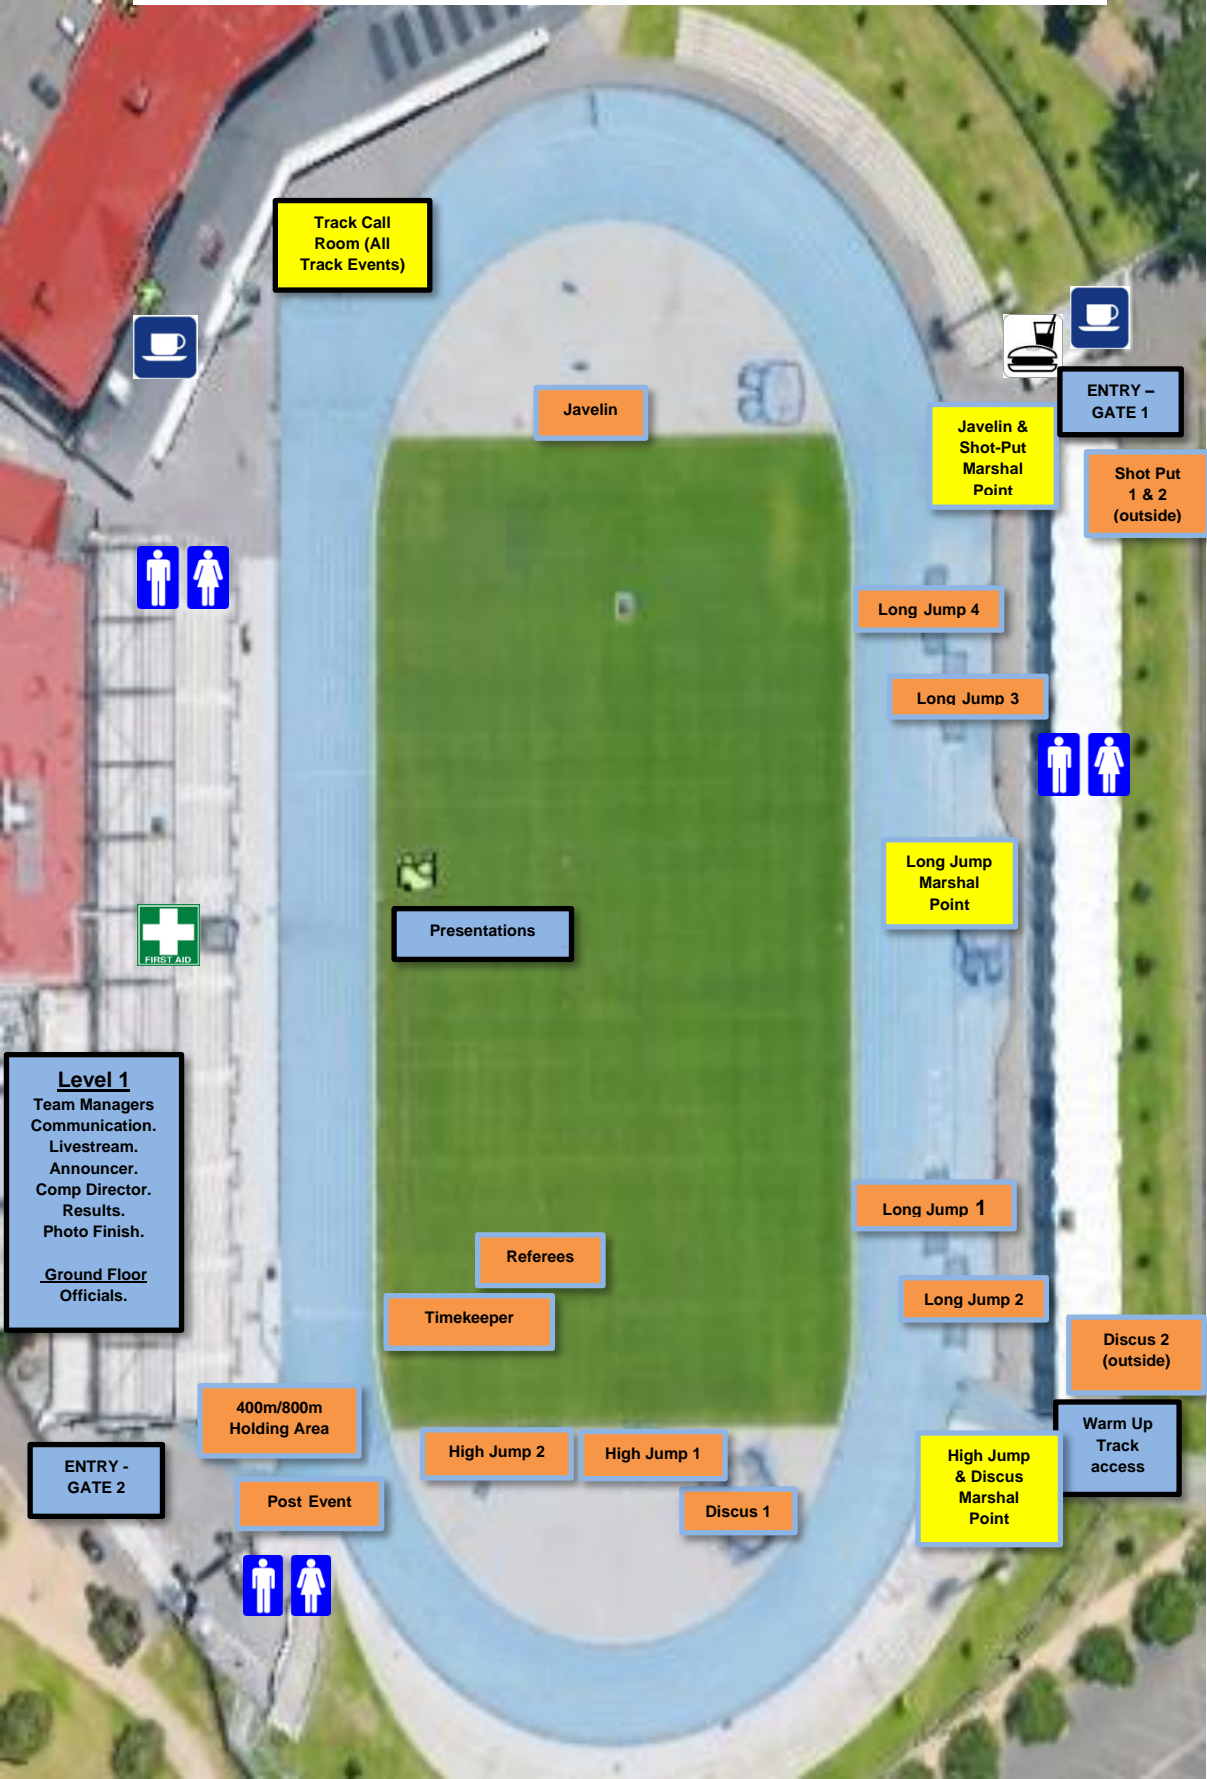 Track Call
Room (All
Track Events)
ENTRY –
GATE 1
Javelin
Javelin &
Shot-Put
Marshal
Point
Shot Put
1 & 2
(outside)
Long Jump 4
Long Jump 3
Long Jump
Marshal
Point
Presentations
FIRST AID
Level 1
Team Managers
Communication.
Livestream.
Announcer.
Comp Director.
Results.
Photo Finish.
Ground Floor
Officials.
Long Jump 1
Referees
Long Jump 2
Timekeeper
Discus 2
(outside)
400m/800m
Holding Area
Warm Up
Track
access
High Jump 2
High Jump 1
High Jump
& Discus
Marshal
Point
ENTRY -
GATE 2
Post Event
Discus 1